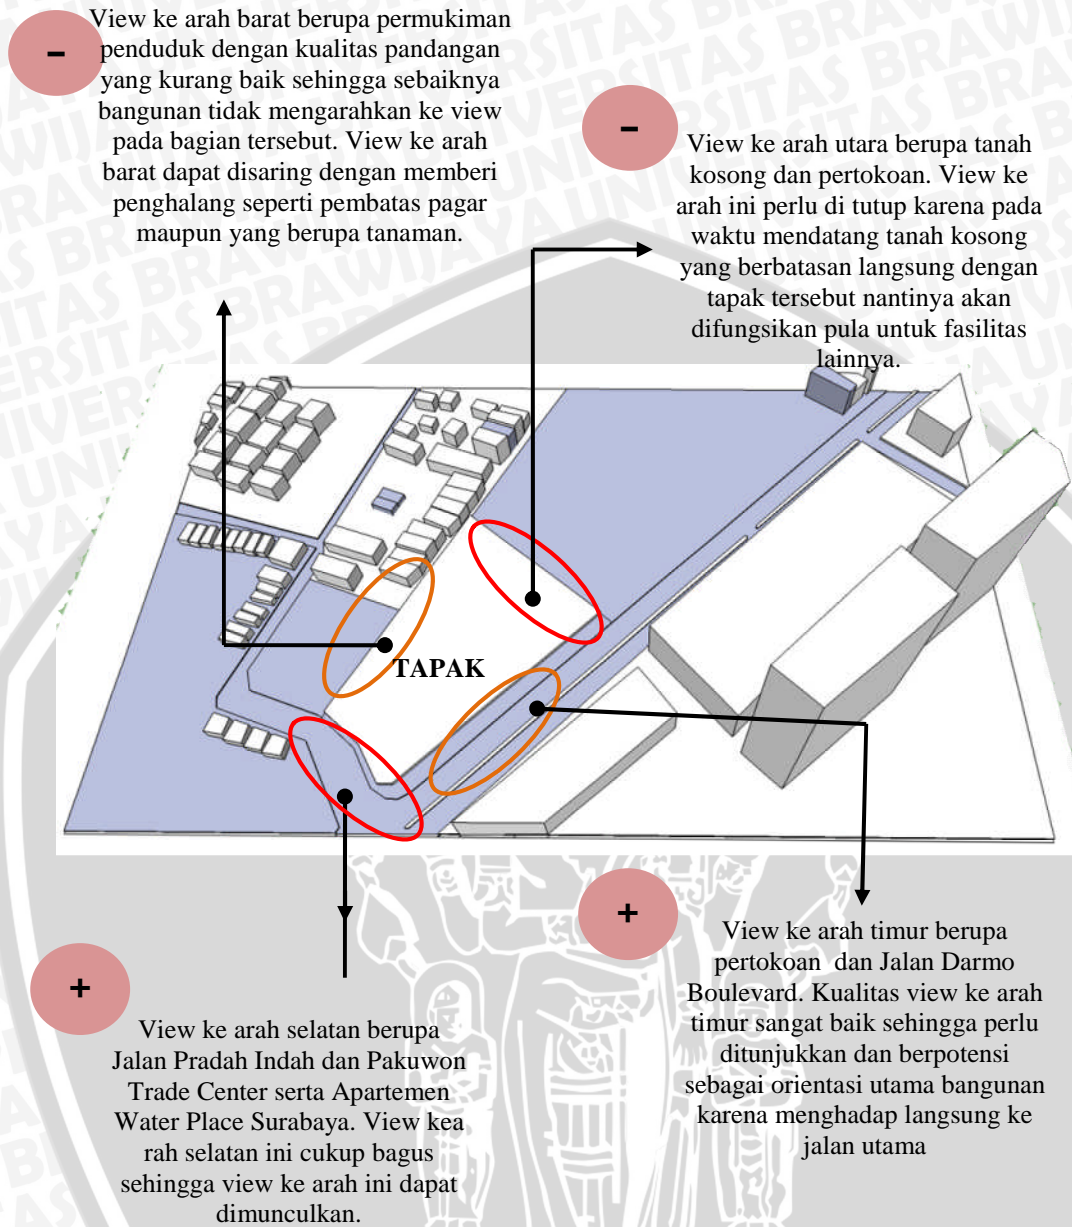 -
View ke arah barat berupa permukiman
penduduk dengan kualitas pandangan
yang kurang baik sehingga sebaiknya
bangunan tidak mengarahkan ke view
pada bagian tersebut. View ke arah
barat dapat disaring dengan memberi
penghalang seperti pembatas pagar
maupun yang berupa tanaman.
-
View ke arah utara berupa tanah
kosong dan pertokoan. View ke
arah ini perlu di tutup karena pada
waktu mendatang tanah kosong
yang berbatasan langsung dengan
tapak tersebut nantinya akan
difungsikan pula untuk fasilitas
lainnya.
TAPAK
+
View ke arah selatan berupa
Jalan Pradah Indah dan Pakuwon
Trade Center serta Apartemen
Water Place Surabaya. View kea
rah selatan ini cukup bagus
sehingga view ke arah ini dapat
dimunculkan.
+
View ke arah timur berupa
pertokoan  dan Jalan Darmo
Boulevard. Kualitas view ke arah
timur sangat baik sehingga perlu
ditunjukkan dan berpotensi
sebagai orientasi utama bangunan
karena menghadap langsung ke
jalan utama